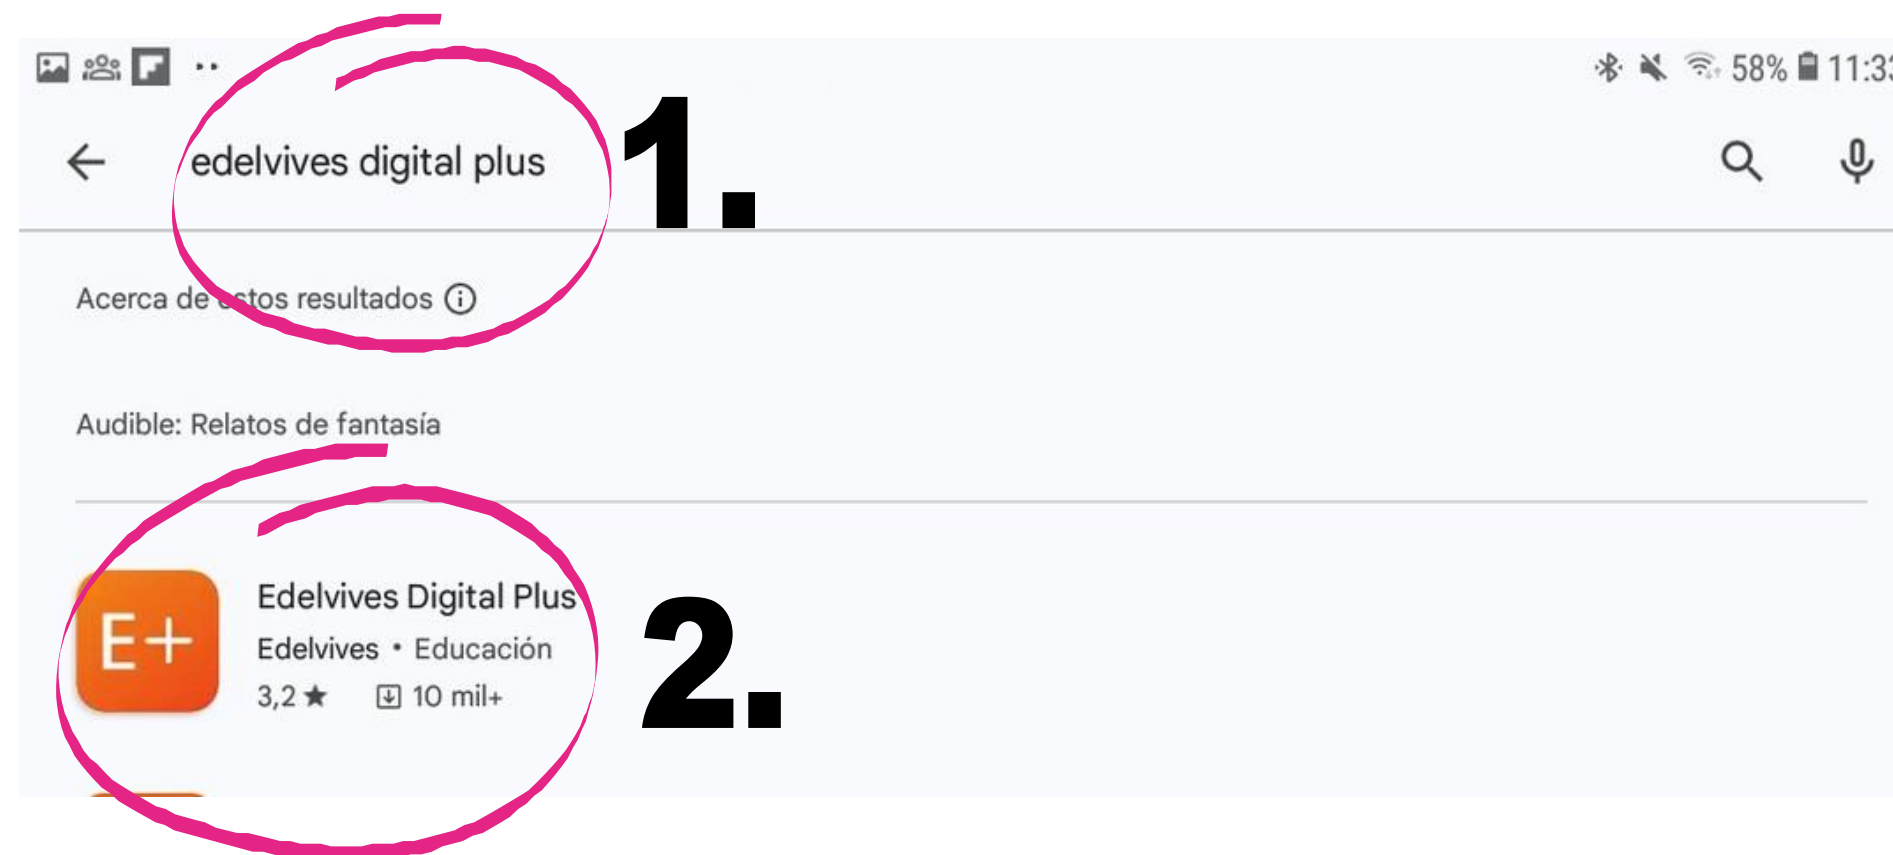 58% 11:33
edelvives digital plus
1.
Acerca de estos resultados
Audible: Relatos de fantasía
E+
Edelvives Digital Plus
Edelvives • Educación
3,2 ★ 10 mil+
2.